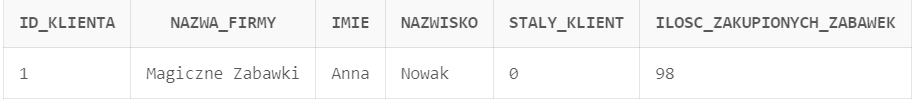 ID_KLIENTA NAZWA_FIRMY IMIE NAZWISKO STALY_KLIENT ILOSC_ZAKUPIONYCH_ZABAWEK
1 Magiczne Zabawki Anna Nowak 0 98